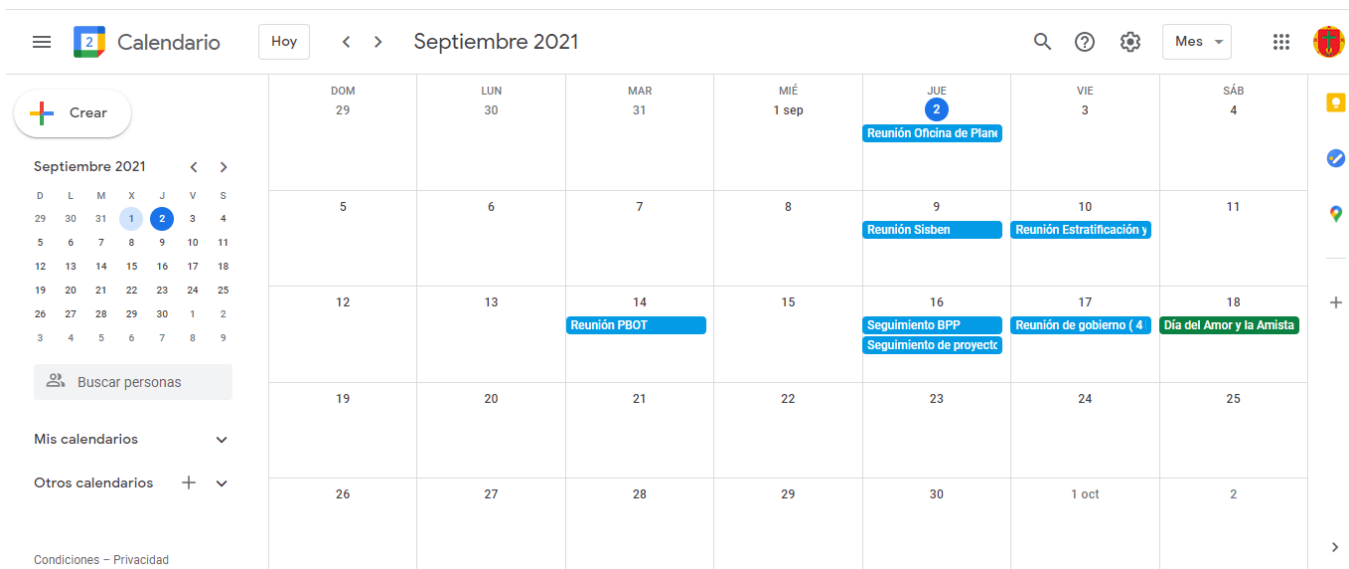 2 Calendario Hoy Septiembre 2021 Mes
Crear
Septiembre 2021
D L M X J V S
29 30 31 1 2 3 4
5 6 7 8 9 10 11
12 13 14 15 16 17 18
19 20 21 22 23 24 25
26 27 28 29 30 1 2
3 4 5 6 7 8 9
Buscar personas
Mis calendarios
Otros calendarios
Condiciones – Privacidad
DOM LUN MAR MIÉ JUE VIE SÁB
29 30 31 1 sep 2 3 4
Reunión Oficina de Plane
5 6 7 8 9 10 11
Reunión Sisben Reunión Estratificación y
12 13 14 15 16 17 18
Reunión PBOT Seguimiento BPP Reunión de gobierno ( 4 Día del Amor y la Amista
Seguimiento de proyecto
19 20 21 22 23 24 25
26 27 28 29 30 1 oct 2